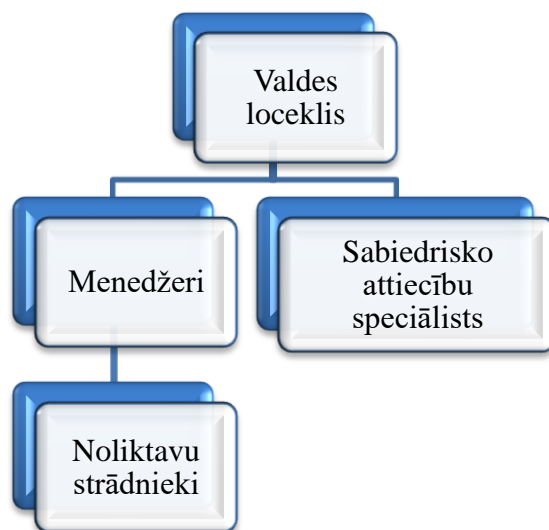 Valdes
loceklis
Menedžeri
Sabiedrisko
attiecību
speciālists
Noliktavu
strādnieki